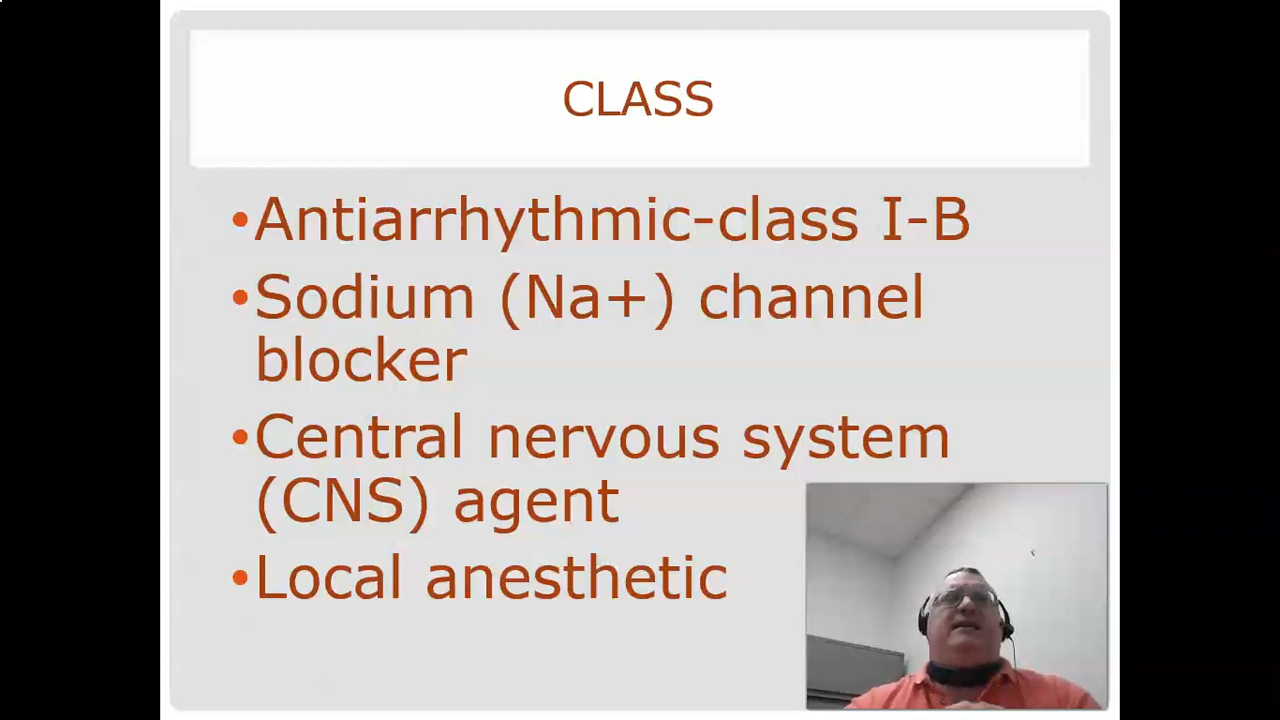 CLASS
•Antiarrhythmic-class I-B
•Sodium (Na+) channel
blocker
•Central nervous system
(CNS) agent
•Local anesthetic